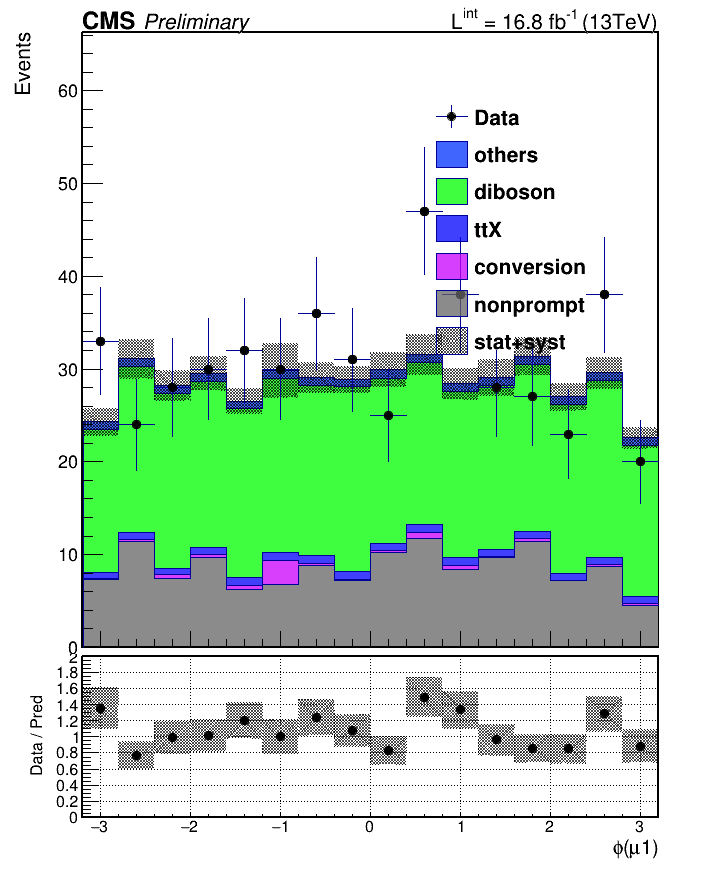 CMS Preliminary
L^int = 16.8 fb^-1 (13TeV)
Events
60
50
40
30
20
10
0
Data
others
diboson
ttX
conversion
nonprompt
stat+syst
Data / Pred
2
1.8
1.6
1.4
1.2
1
0.8
0.6
0.4
0.2
0
−3
−2
−1
0
1
2
3
ϕ(μ1)